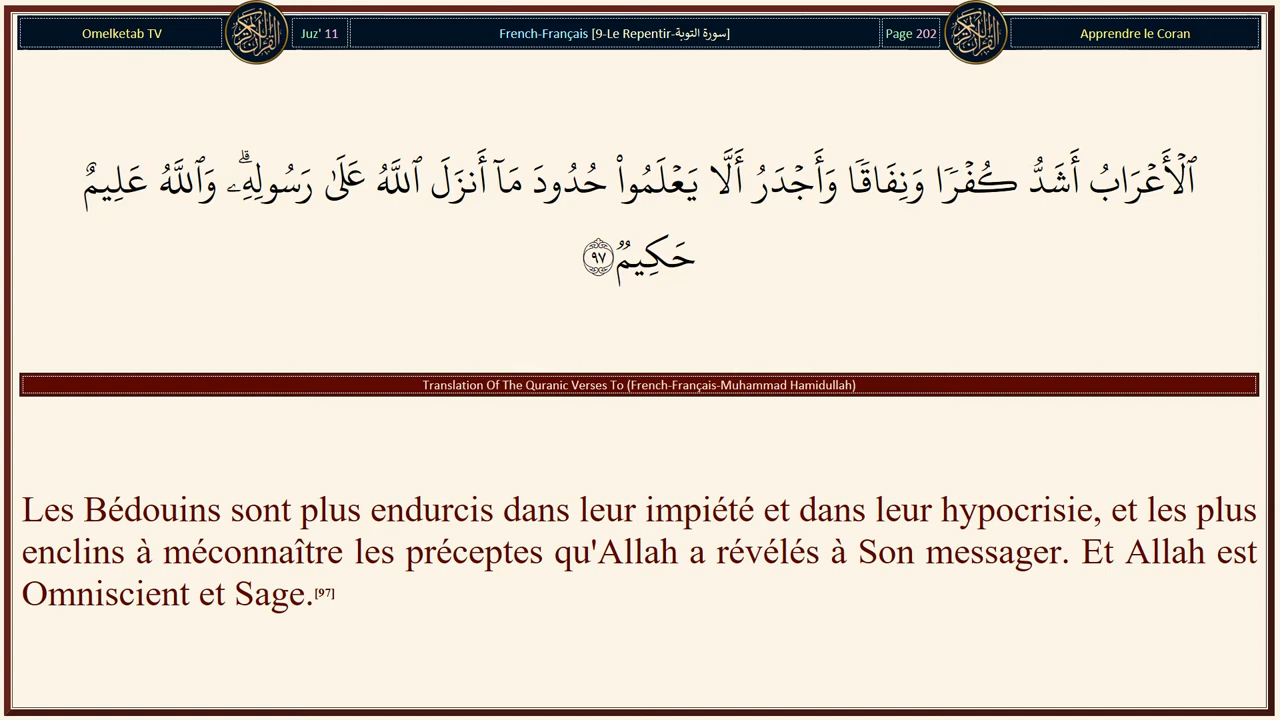 Omelketab TV
Juz' 11
French-Français [9-Le Repentir-سورة التوبة]
Page 202
Apprendre le Coran
ٱلۡأَعۡرَابُ أَشَدُّ كُفۡرٗا وَنِفَاقٗا وَأَجۡدَرُ أَلَّا يَعۡلَمُواْ حُدُودَ مَآ أَنزَلَ ٱللَّهُ عَلَىٰ رَسُولِهِۦۗ وَٱللَّهُ عَلِيمٌ
حَكِيمٞ ٩٧
Translation Of The Quranic Verses To (French-Français-Muhammad Hamidullah)
Les Bédouins sont plus endurcis dans leur impiété et dans leur hypocrisie, et les plus
enclins à méconnaître les préceptes qu'Allah a révélés à Son messager. Et Allah est
Omniscient et Sage.[97]